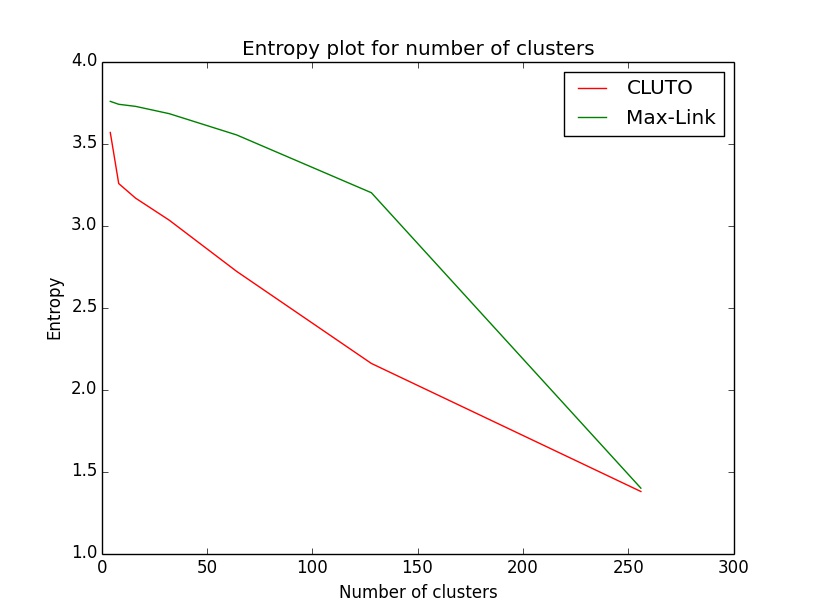 Entropy plot for number of clusters
CLUTO
Max-Link
4.0
3.5
3.0
2.5
2.0
1.5
1.0
Entropy
0 50 100 150 200 250 300
Number of clusters